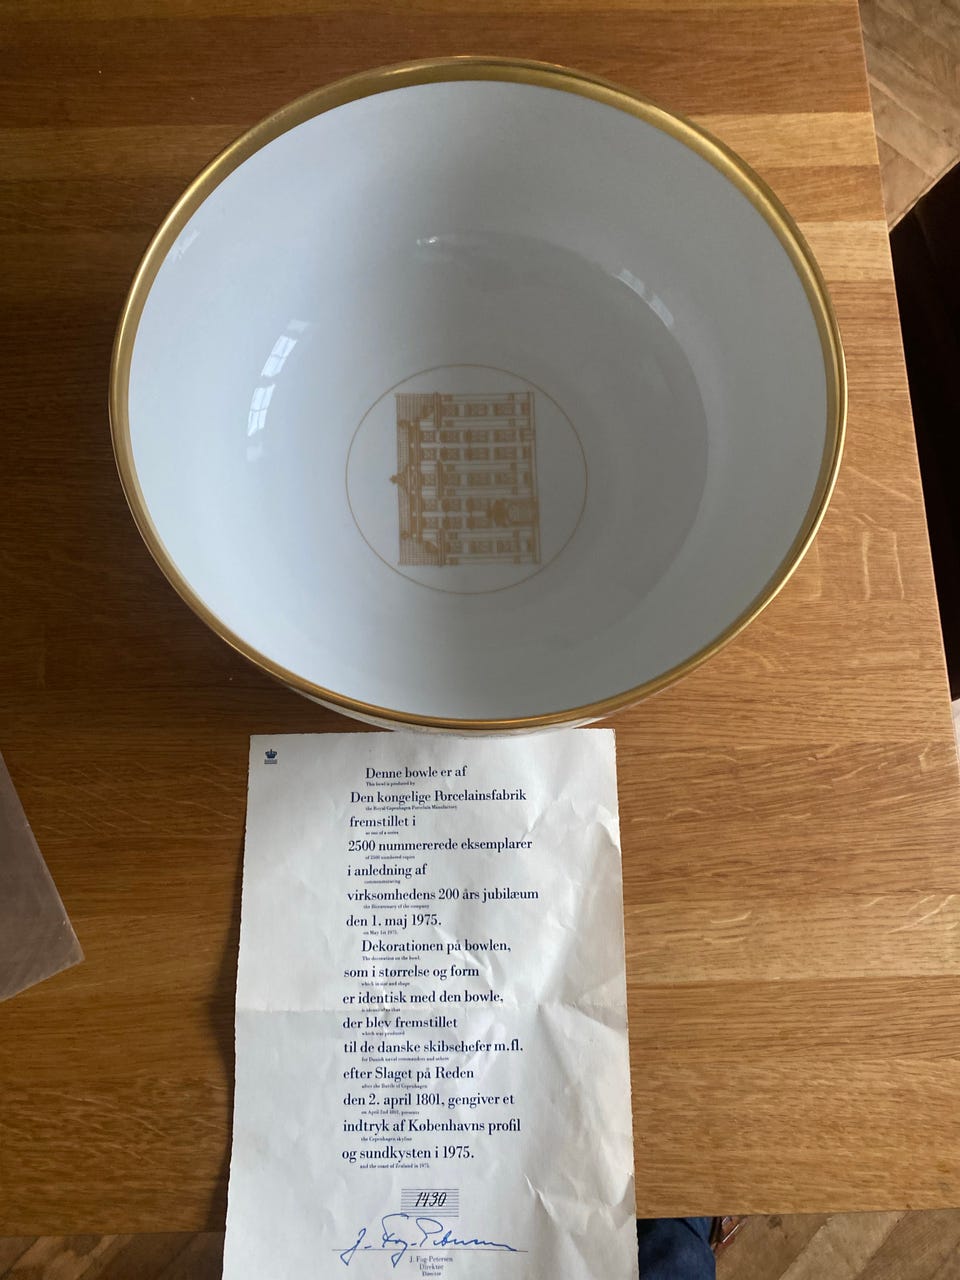 Denne bowle er af
This bowl is produced by
Den kongelige Porcelainsfabrik
the Royal Copenhagen Porcelain Manufactory
fremstillet i
as one of a series
2500 nummererede eksemplarer
of 2500 numbered copies
i anledning af
commemorating
virksomhedens 200 års jubilæum
the Bicentenary of the company
den 1. maj 1975.
on May 1st 1975.
Dekorationen på bowlen,
The decoration on the bowl,
som i størrelse og form
which in size and shape
er identisk med den bowle,
is identical to that
der blev fremstillet
which was produced
til de danske skibschefer m.fl.
for Danish naval commanders and others
efter Slaget på Reden
after the Battle of Copenhagen
den 2. april 1801, gengiver et
on April 2nd 1801, presents
indtryk af Københavns profil
the Copenhagen skyline
og sundkysten i 1975.
and the coast of Zealand in 1975.
1430
J. Fog-Petersen
J. Fog-Petersen
Direktør
Director